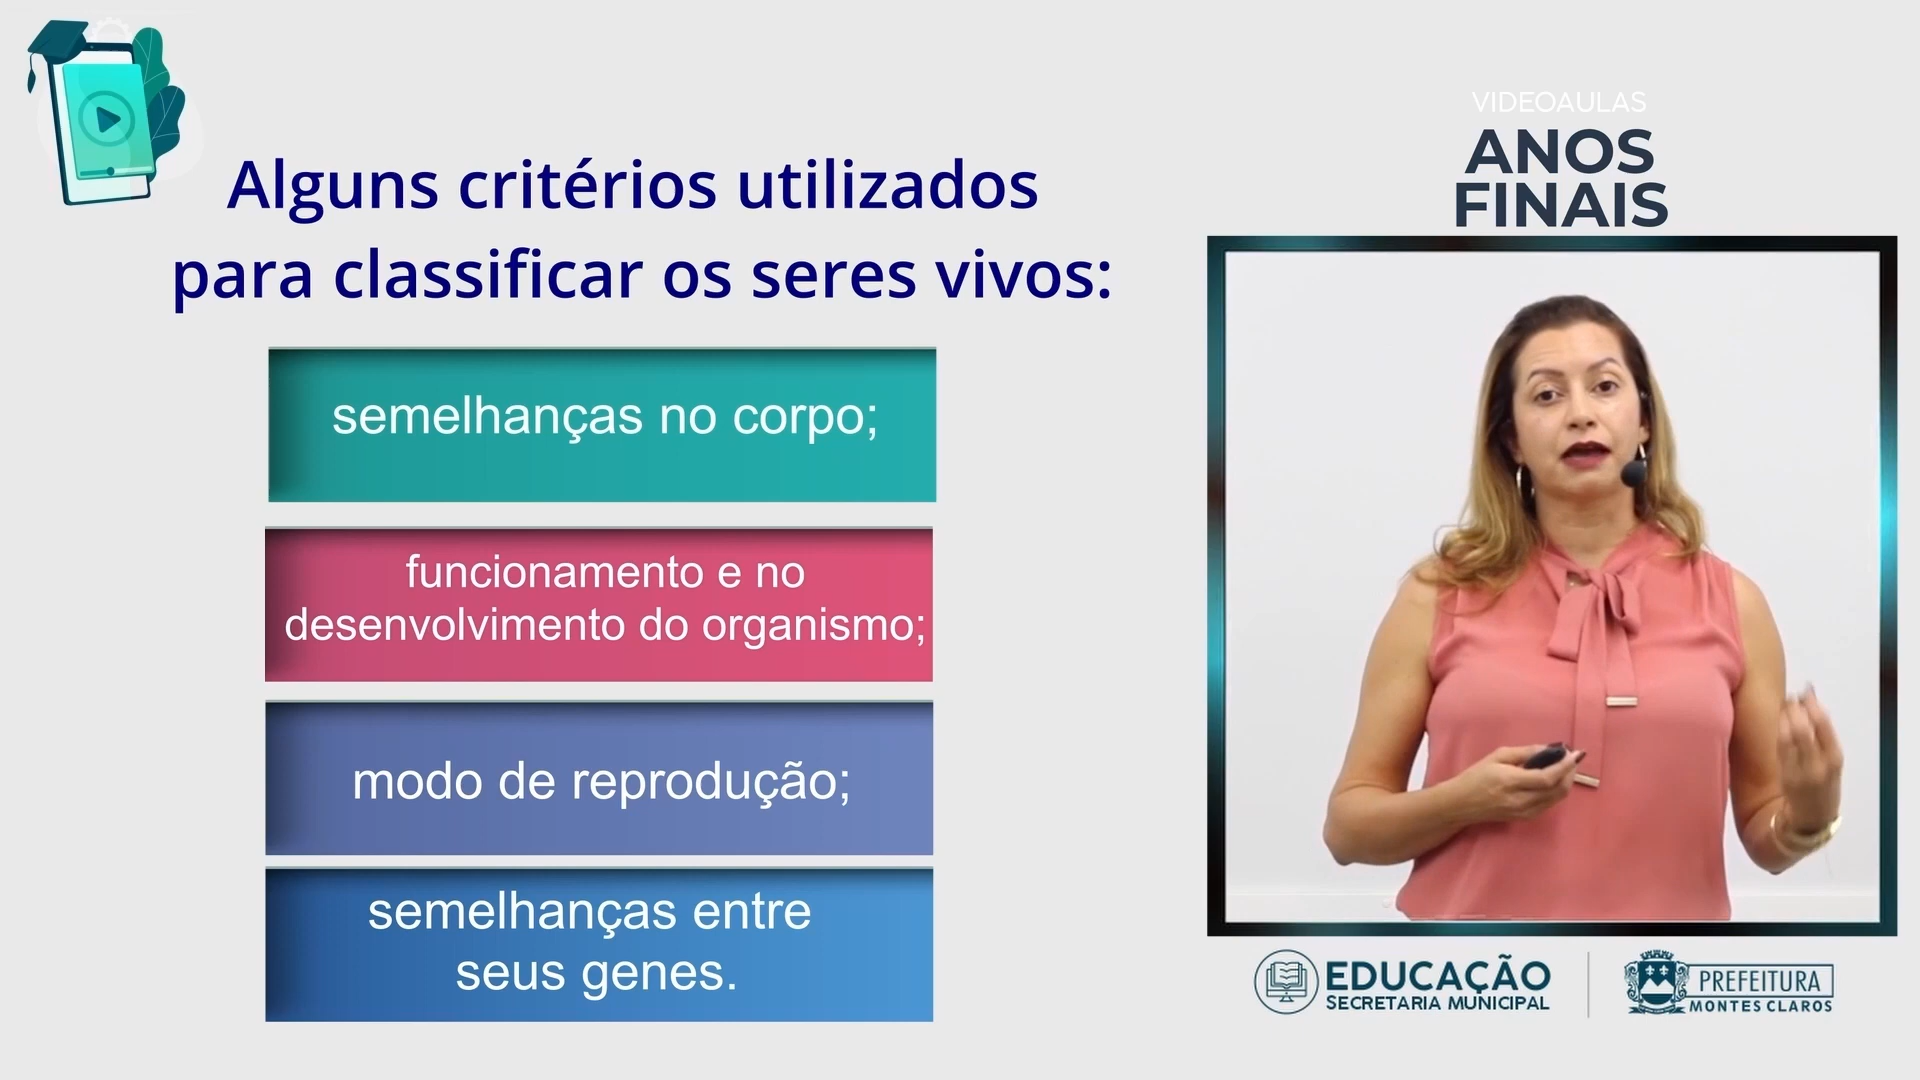 Alguns critérios utilizados
para classificar os seres vivos:
semelhanças no corpo;
funcionamento e no
desenvolvimento do organismo;
modo de reprodução;
semelhanças entre
seus genes.
VIDEOAULAS
ANOS
FINAIS
EDUCAÇÃO
SECRETARIA MUNICIPAL
PREFEITURA
MONTES CLAROS